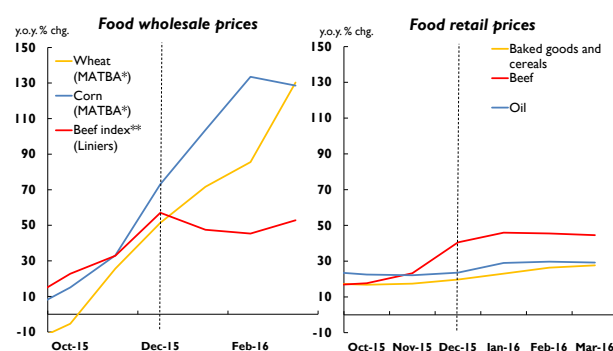 Food wholesale prices
y.o.y. % chg.
150
130
110
90
70
50
30
10
-10
Wheat
(MATBA*)
Corn
(MATBA*)
Beef index**
(Liniers)
Oct-15 Dec-15 Feb-16
Food retail prices
y.o.y. % chg.
150
130
110
90
70
50
30
10
-10
Baked goods and
cereals
Beef
Oil
Oct-15 Nov-15 Dec-15 Jan-16 Feb-16 Mar-16